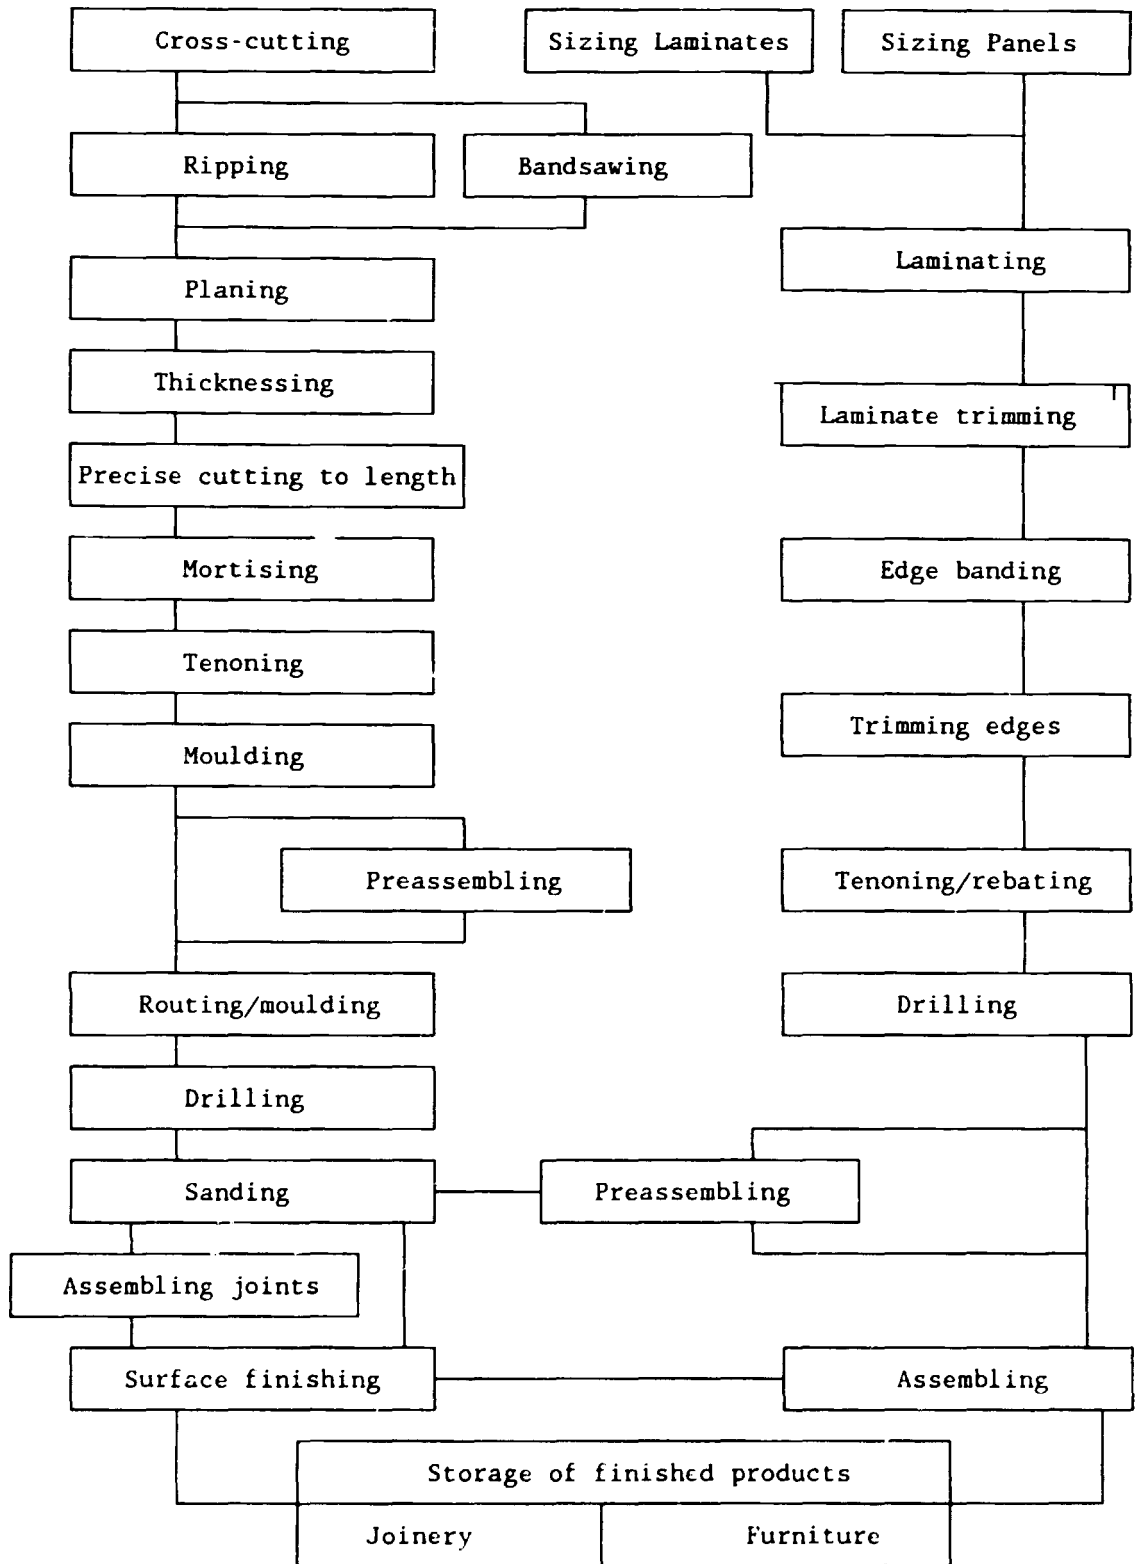 Cross-cutting
Sizing Laminates
Sizing Panels
Ripping
Bandsawing
Laminating
Planing
Thicknessing
Laminate trimming
Precise cutting to length
Mortising
Edge banding
Tenoning
Trimming edges
Moulding
Preassembling
Tenoning/rebating
Routing/moulding
Drilling
Drilling
Sanding
Preassembling
Assembling joints
Surface finishing
Assembling
Storage of finished products
Joinery
Furniture